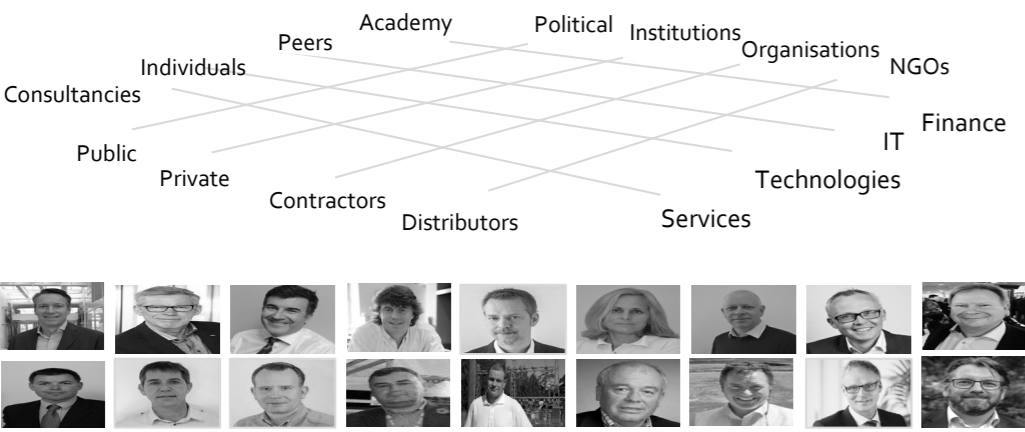 Academy
Political
Institutions
Peers
Organisations
Individuals
NGOs
Consultancies
Finance
IT
Public
Private
Technologies
Contractors
Distributors
Services